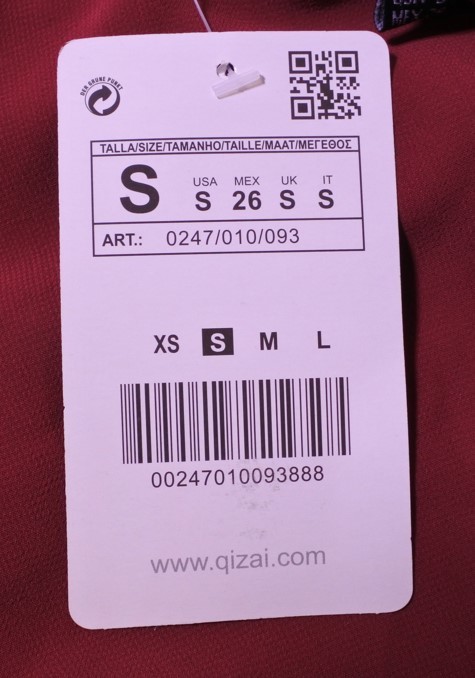 DER GRÜNE PUNKT
TALLA/SIZE/TAMANHO/TAILLE/MAAT/ΜΕΓΕΘΟΣ
S
USA MEX UK IT
S 26 S S
ART.: 0247/010/093
XS S M L
00247010093888
www.qizai.com